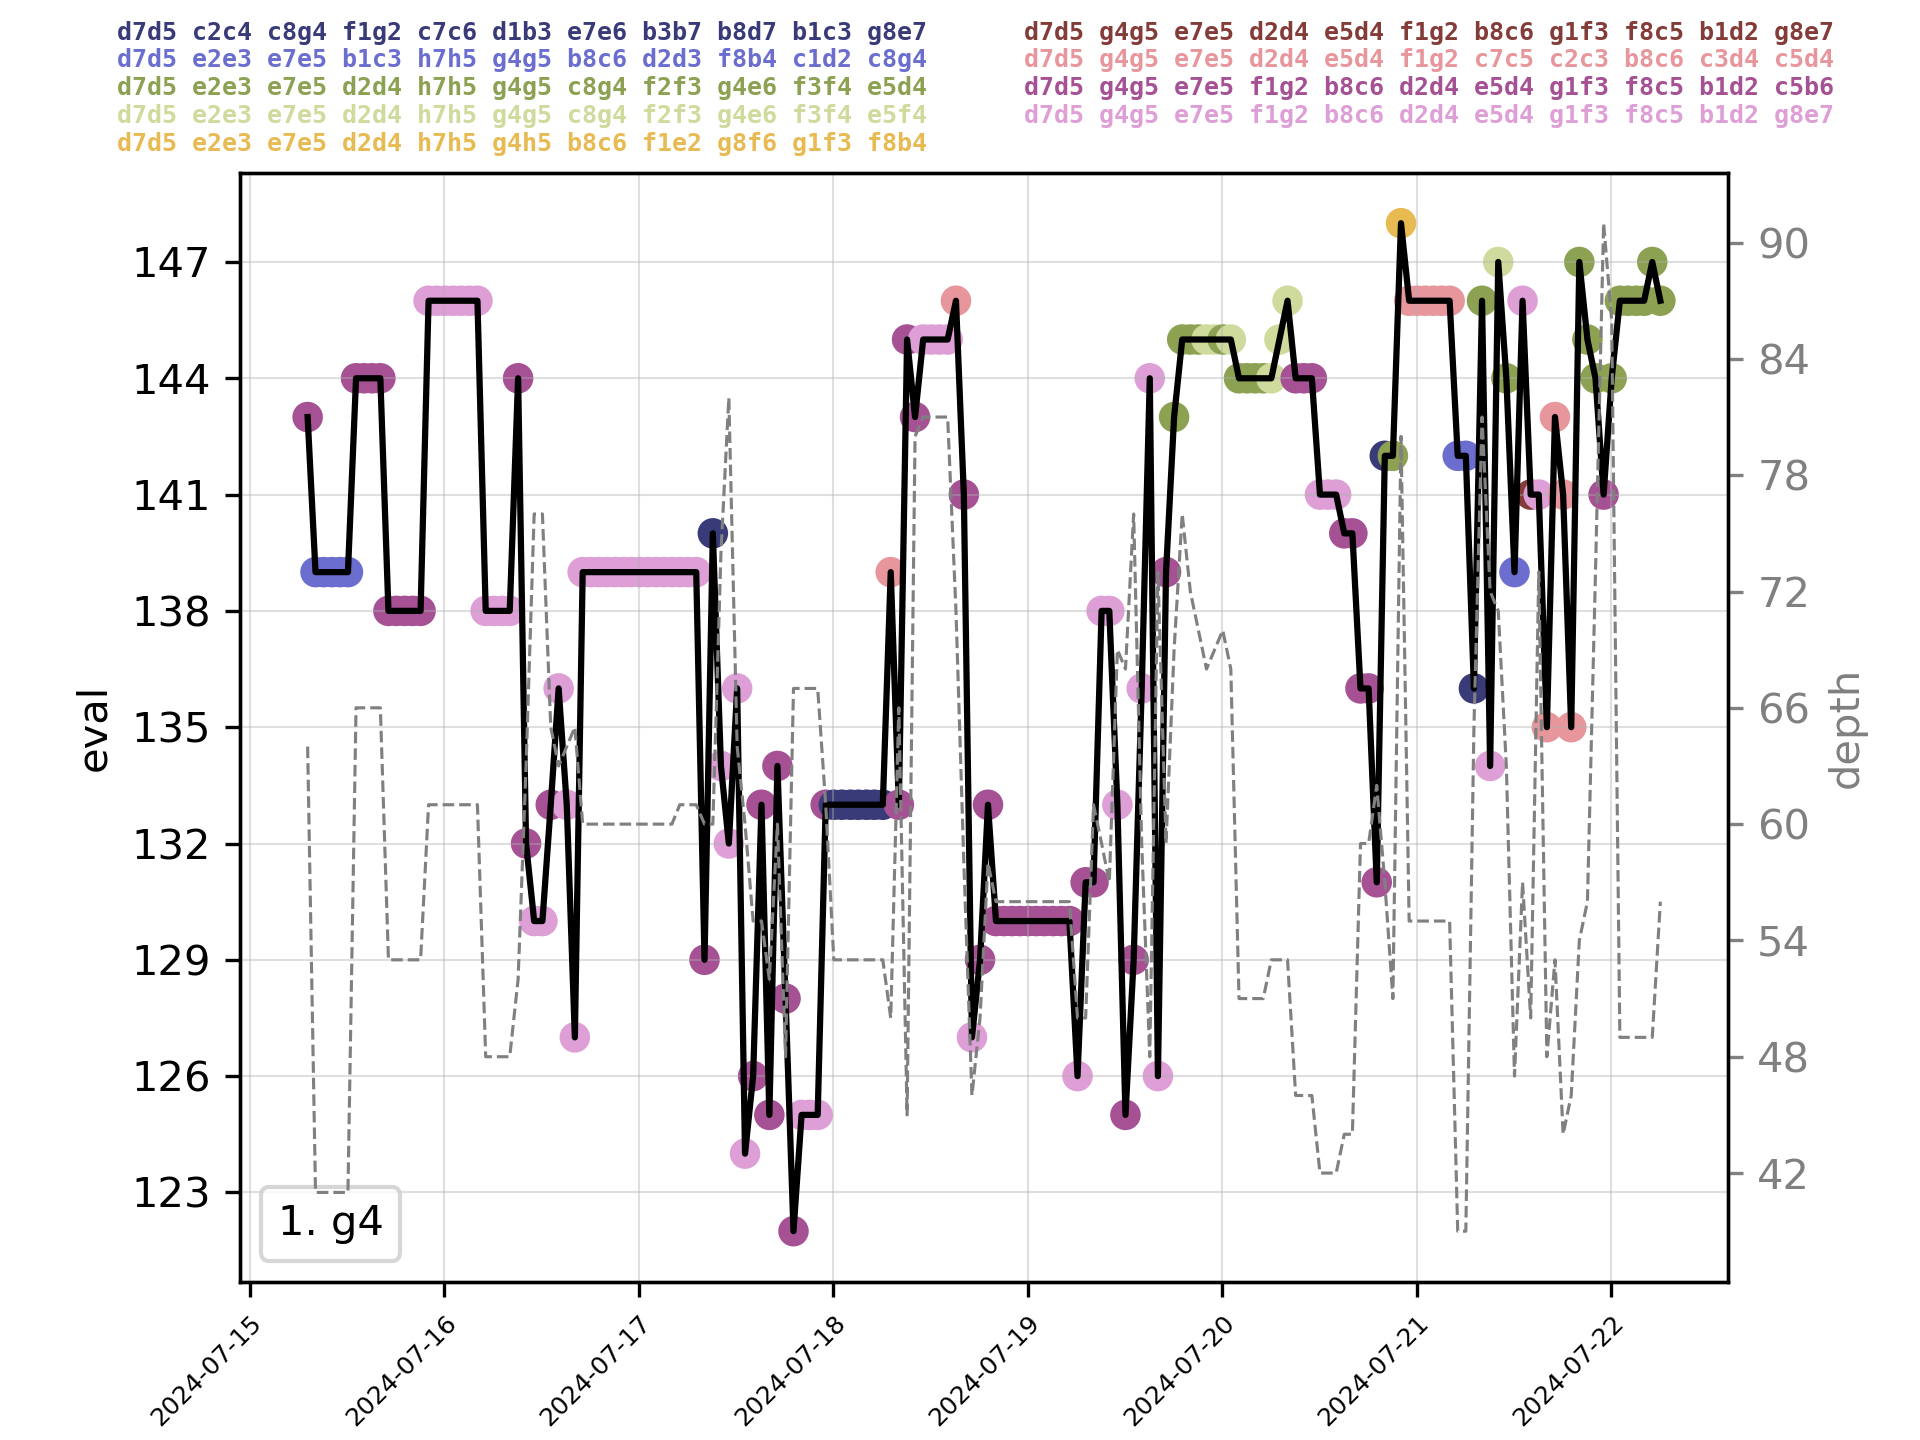 d7d5 c2c4 c8g4 f1g2 c7c6 d1b3 e7e6 b3b7 b8d7 b1c3 g8e7
d7d5 e2e3 e7e5 b1c3 h7h5 g4g5 b8c6 d2d3 f8b4 c1d2 c8g4
d7d5 e2e3 e7e5 d2d4 h7h5 g4g5 c8g4 f2f3 g4e6 f3f4 e5d4
d7d5 e2e3 e7e5 d2d4 h7h5 g4g5 c8g4 f2f3 g4e6 f3f4 e5f4
d7d5 e2e3 e7e5 d2d4 h7h5 g4h5 b8c6 f1e2 g8f6 g1f3 f8b4
d7d5 g4g5 e7e5 d2d4 e5d4 f1g2 b8c6 g1f3 f8c5 b1d2 g8e7
d7d5 g4g5 e7e5 d2d4 e5d4 f1g2 c7c5 c2c3 b8c6 c3d4 c5d4
d7d5 g4g5 e7e5 f1g2 b8c6 d2d4 e5d4 g1f3 f8c5 b1d2 c5b6
d7d5 g4g5 e7e5 f1g2 b8c6 d2d4 e5d4 g1f3 f8c5 b1d2 g8e7
147
144
141
138
135
132
129
126
123
eval
90
84
78
72
66
60
54
48
42
depth
1. g4
2024-07-15
2024-07-16
2024-07-17
2024-07-18
2024-07-19
2024-07-20
2024-07-21
2024-07-22